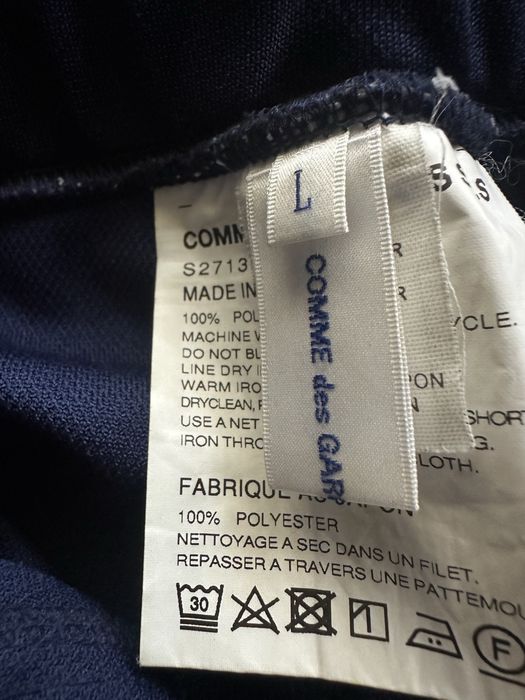 L
COMME des GAR
COMM
S2713
MADE IN
100% POL
MACHINE
DO NOT BL
LINE DRY
WARM IRO
DRYCLEAN,
USE A NET
IRON THRO
S S
R
R
YCLE.
PON
N
SHOR
G.
LOTH.
FABRIQUE AU JAPON
100% POLYESTER
NETTOYAGE A SEC DANS UN FILET.
REPASSER A TRAVERS UNE PATTEMOU
30
F